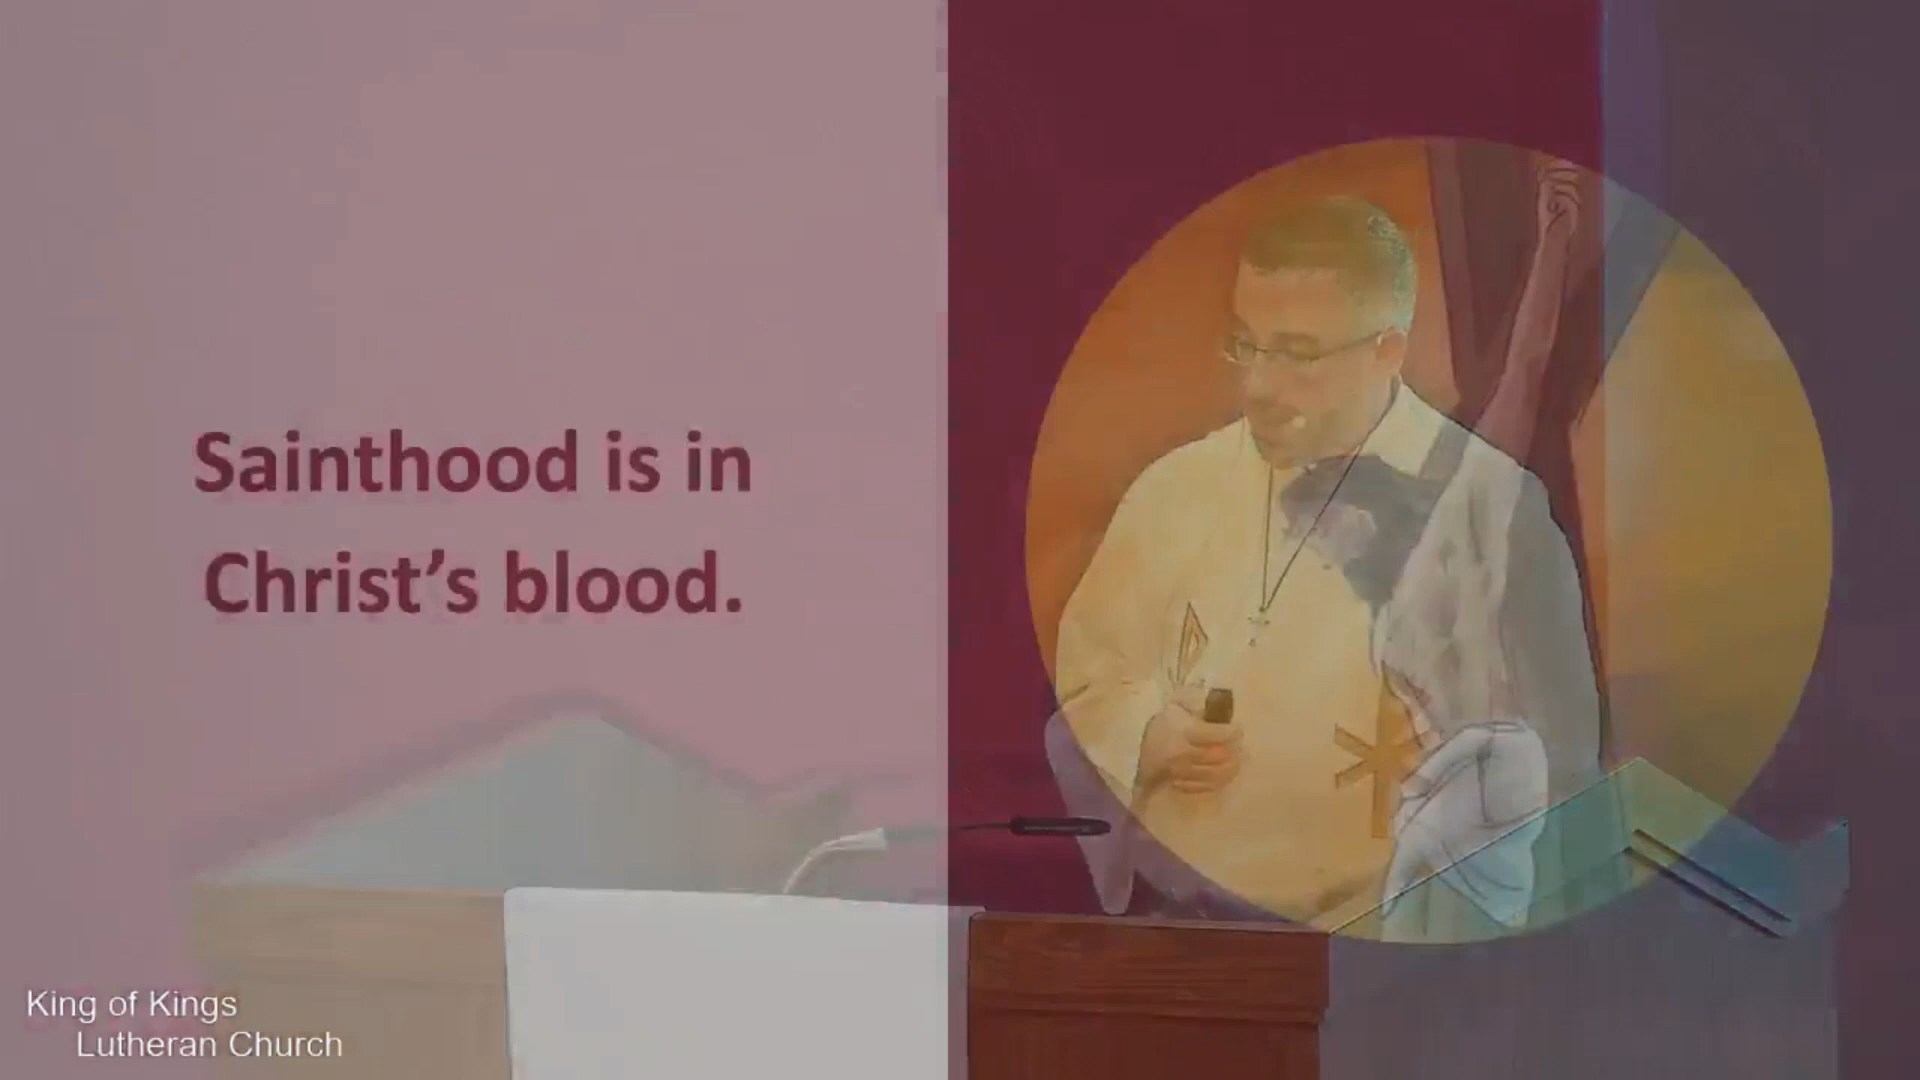 Sainthood is in
Christ's blood.
King of Kings
Lutheran Church